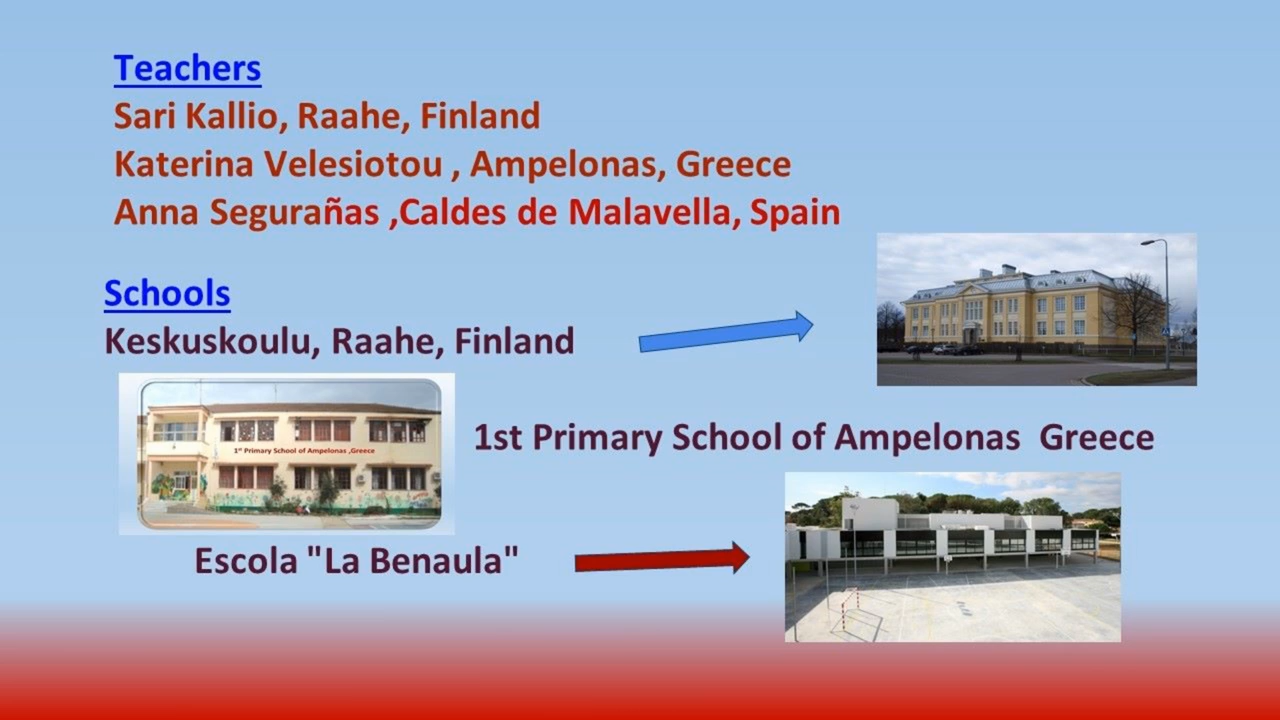 Teachers
Sari Kallio, Raahe, Finland
Katerina Velesiotou , Ampelonas, Greece
Anna Segurañas ,Caldes de Malavella, Spain
Schools
Keskuskoulu, Raahe, Finland
1st Primary School of Ampelonas ,Greece
1st Primary School of Ampelonas Greece
Escola "La Benaula"